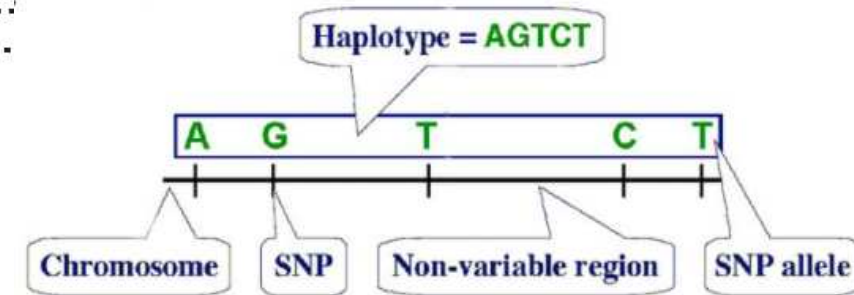 Haplotype = AGTCT
A G T C T
Chromosome SNP Non-variable region SNP allele